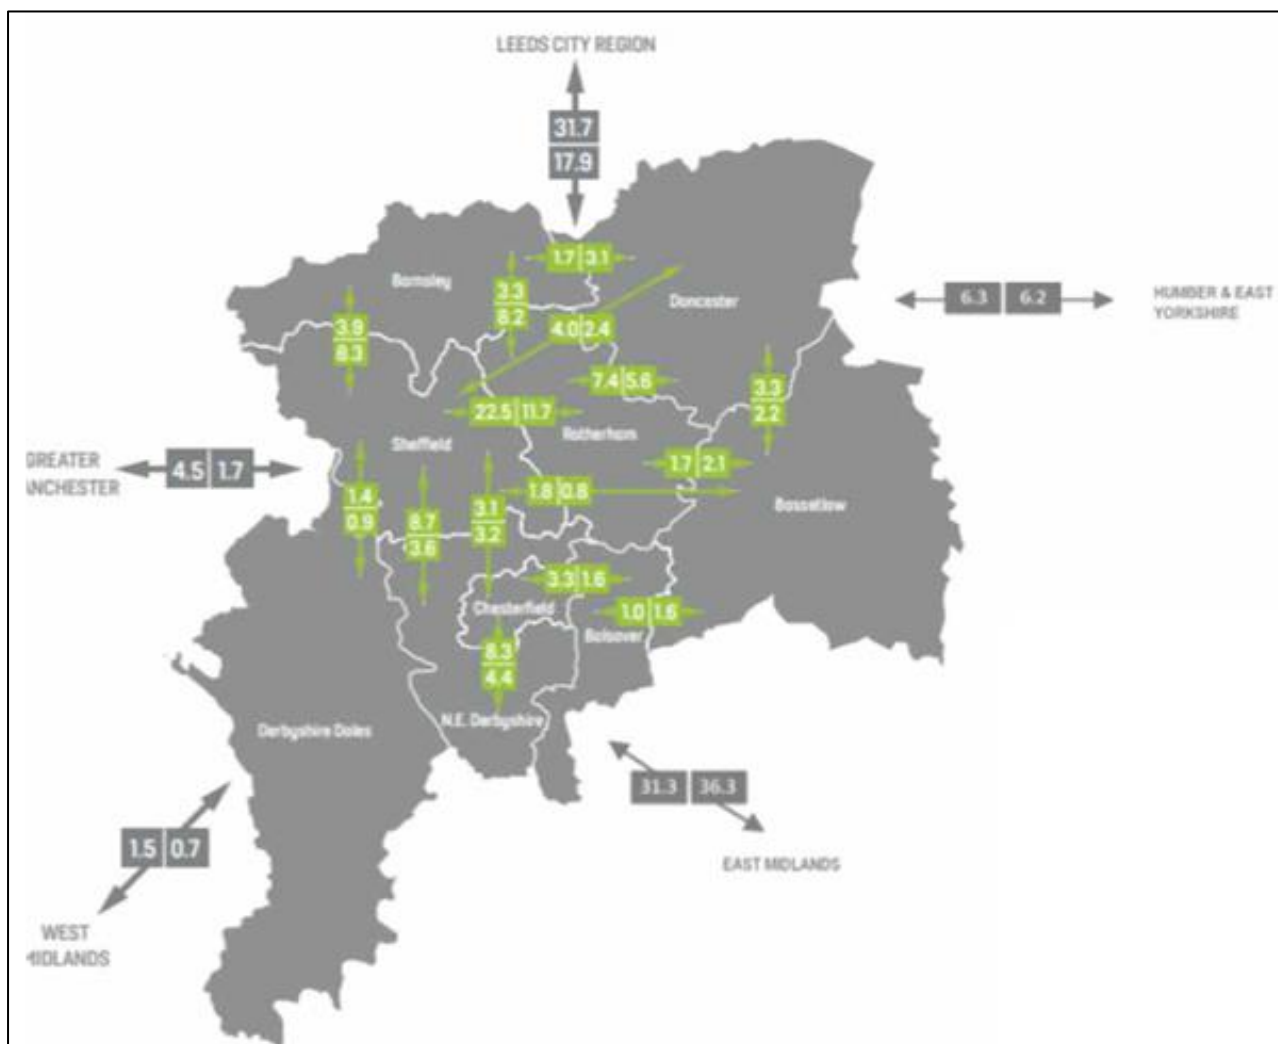 LEEDS CITY REGION
31.7
17.9
1.7 3.1
Barnsley
3.3
8.2
Doncaster
6.3 6.2
HUMBER & EAST
YORKSHIRE
3.9
8.3
4.0 2.4
7.4 5.6
3.3
2.2
22.5 11.7
Rotherham
Sheffield
GREATER
ANCHESTER
4.5 1.7
1.7 2.1
1.4
0.9
8.7
3.6
3.1
3.2
1.8 0.8
Bassetlaw
3.3 1.6
Chesterfield
1.0 1.6
Bolsover
8.3
4.4
N.E. Derbyshire
Derbyshire Dales
31.3 36.3
EAST MIDLANDS
1.5 0.7
WEST
MIDLANDS